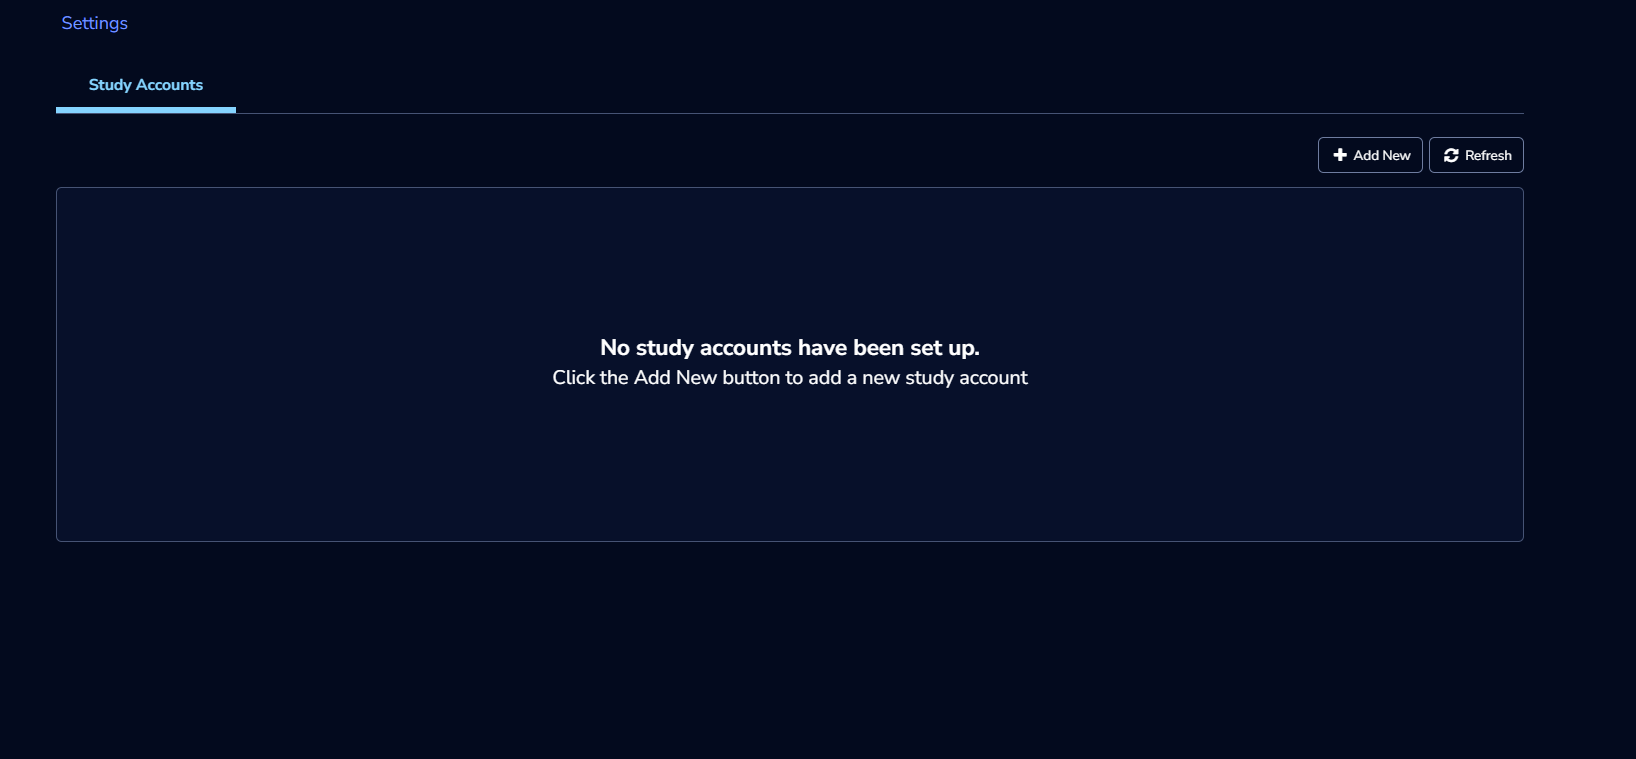 Settings
Study Accounts
Add New
Refresh
No study accounts have been set up.
Click the Add New button to add a new study account